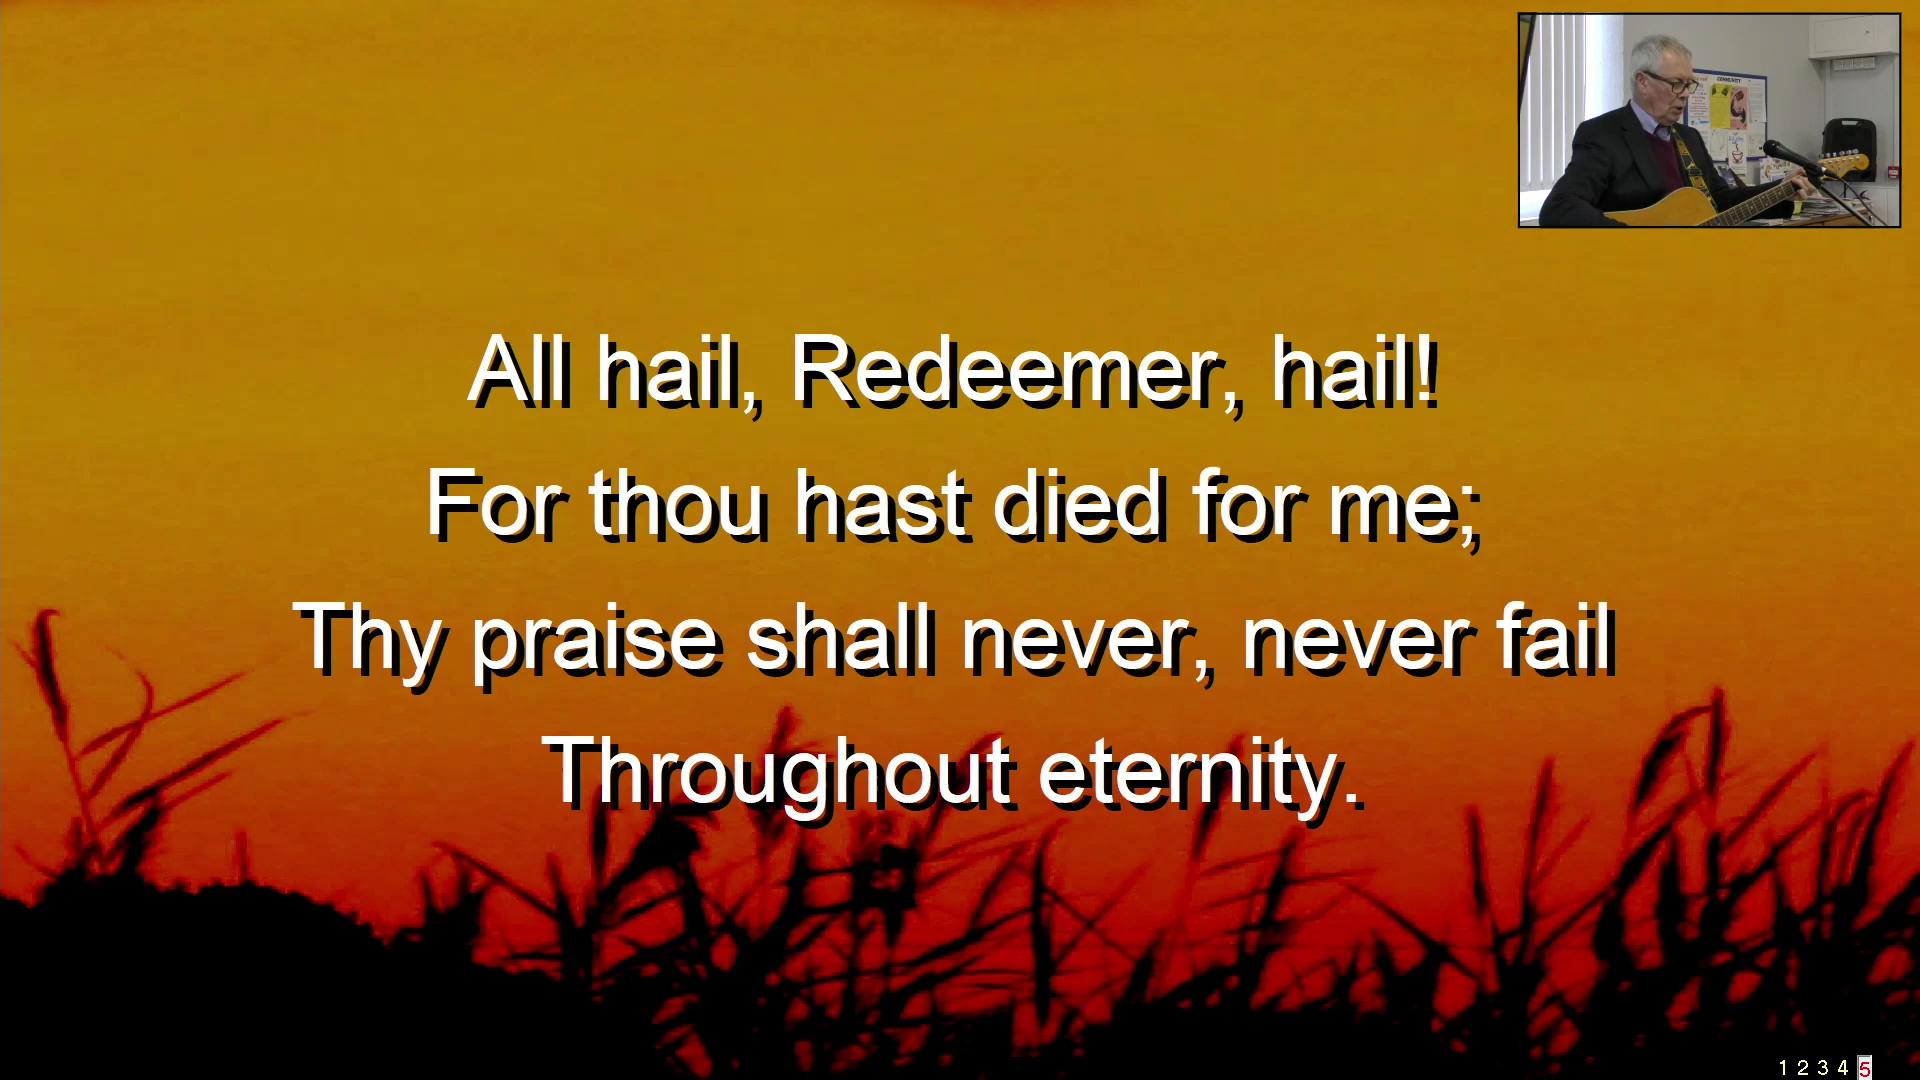 COMMUNITY
All hail, Redeemer, hail!
For thou hast died for me;
Thy praise shall never, never fail
Throughout eternity.
1 2 3 4 5